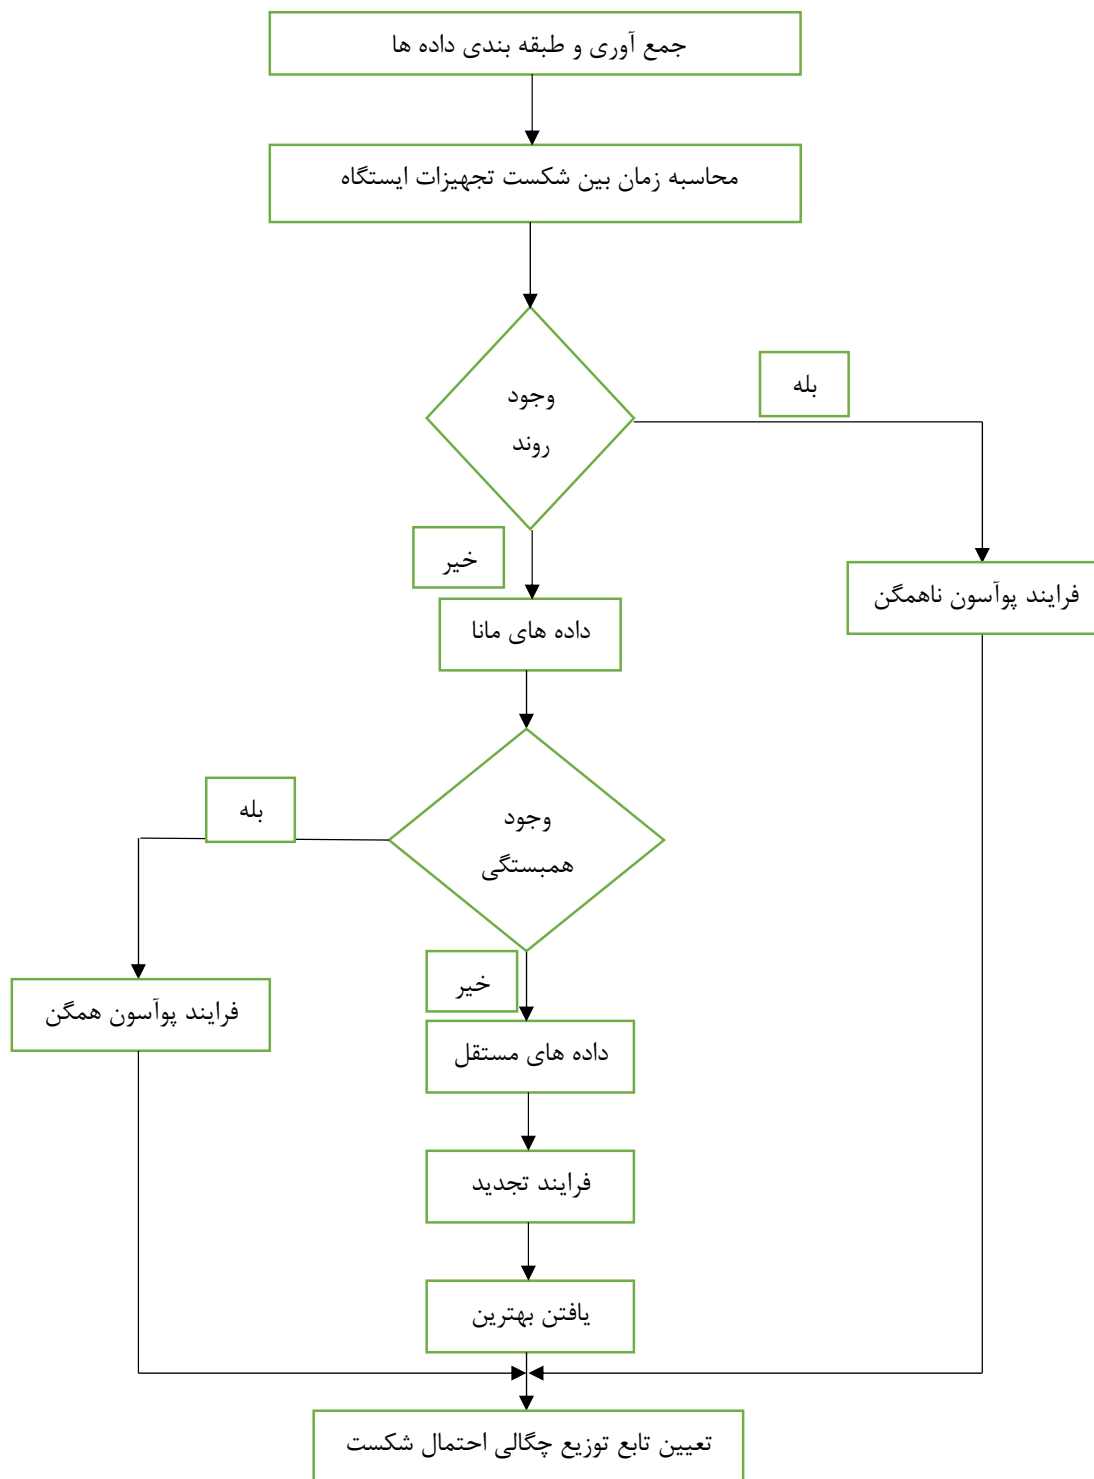 جمع آوری و طبقه بندی داده ها
محاسبه زمان بین شکست تجهیزات ایستگاه
وجود
روند
بله
خیر
فرایند پوآسون ناهمگن
داده های مانا
وجود
همبستگی
بله
خیر
فرایند پوآسون همگن
داده های مستقل
فرایند تجدید
یافتن بهترین
تعیین تابع توزیع چگالی احتمال شکست